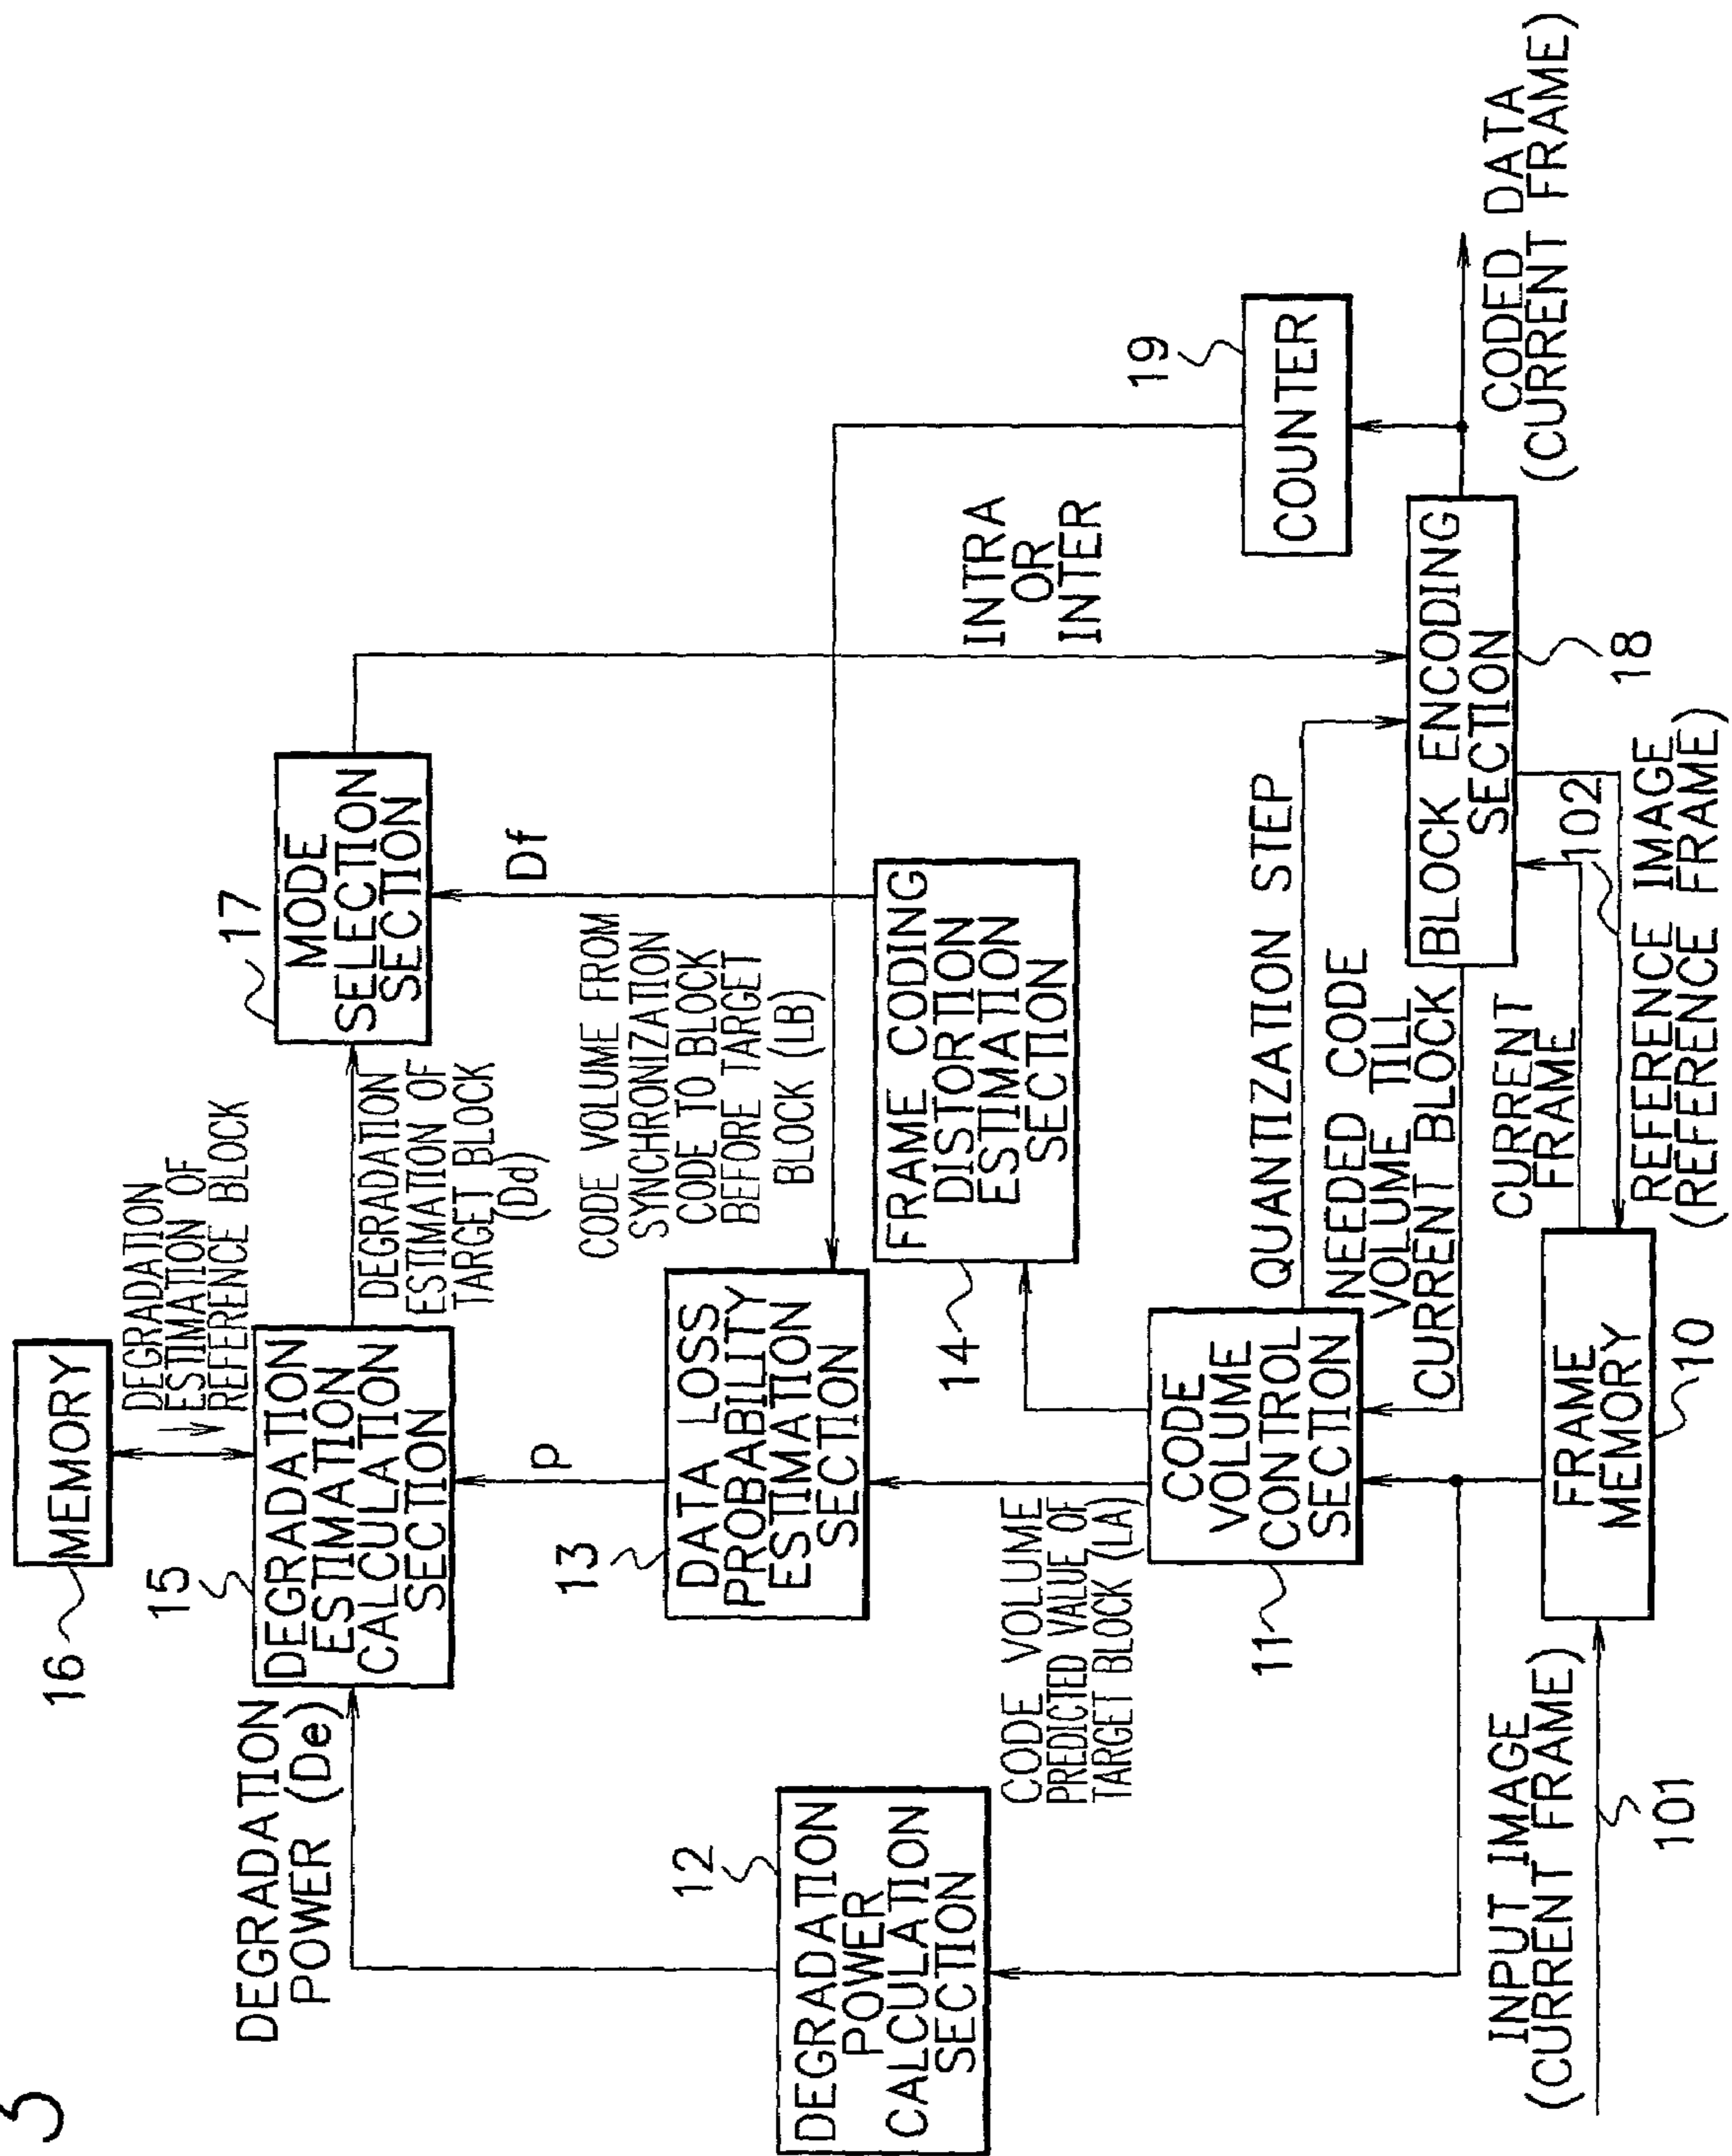 3
16
MEMORY
DEGRADATION
ESTIMATION OF
REFERENCE BLOCK
DEGRADATION
POWER (De)
15
DEGRADATION
ESTIMATION
CALCULATION
SECTION
DEGRADATION
ESTIMATION OF
TARGET BLOCK
(Dd)
17
MODE
SELECTION
SECTION
P
Df
CODE VOLUME FROM
SYNCHRONIZATION
CODE TO BLOCK
BEFORE TARGET
BLOCK (LB)
13
DATA LOSS
PROBABILITY
ESTIMATION
SECTION
12
DEGRADATION
POWER
CALCULATION
SECTION
14
FRAME CODING
DISTORTION
ESTIMATION
SECTION
INTRA
OR
INTER
19
COUNTER
CODE VOLUME
PREDICTED VALUE OF
TARGET BLOCK (LA)
11
CODE
VOLUME
CONTROL
SECTION
QUANTIZATION STEP
NEEDED CODE
VOLUME TILL
CURRENT BLOCK
BLOCK ENCODING
SECTION
18
CODED DATA
(CURRENT FRAME)
CURRENT
FRAME
102
REFERENCE IMAGE
(REFERENCE FRAME)
INPUT IMAGE
(CURRENT FRAME)
101
FRAME
MEMORY
10